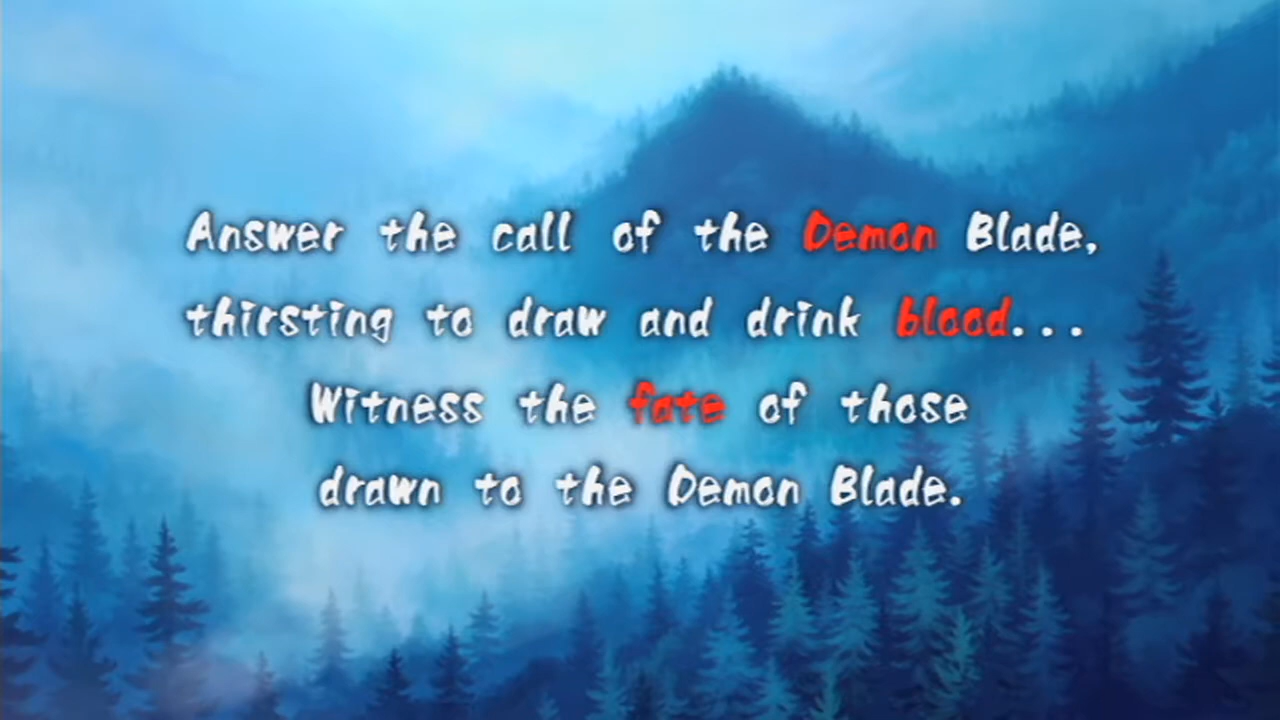 Answer the call of the Demon Blade,
thirsting to draw and drink blood...
Witness the fate of those
drawn to the Demon Blade.